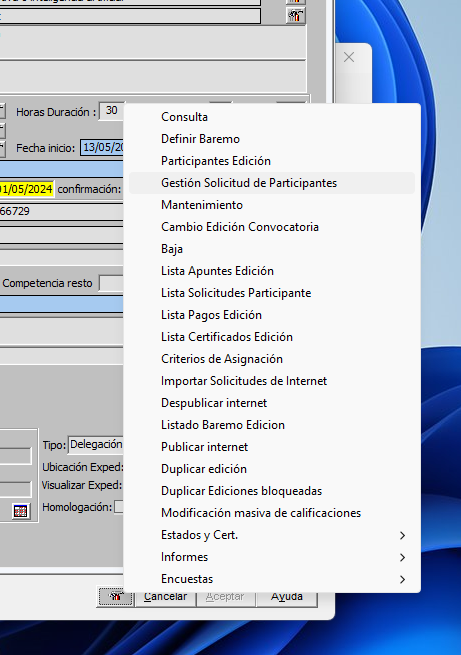 Horas Duración : 30
Consulta
Definir Baremo
Fecha inicio: 13/05/20
Participantes Edición
Gestión Solicitud de Participantes
01/05/2024 confirmación:
Mantenimiento
66729
Cambio Edición Convocatoria
Baja
Lista Apuntes Edición
Competencia resto
Lista Solicitudes Participante
Lista Pagos Edición
Lista Certificados Edición
Criterios de Asignación
Importar Solicitudes de Internet
Despublicar internet
Listado Baremo Edicion
Tipo: Delegación
Publicar internet
Ubicación Exped:
Duplicar edición
Visualizar Exped:
Duplicar Ediciones bloqueadas
Homologación:
Modificación masiva de calificaciones
Estados y Cert.
Informes
Encuestas
Cancelar
Aceptar
Ayuda